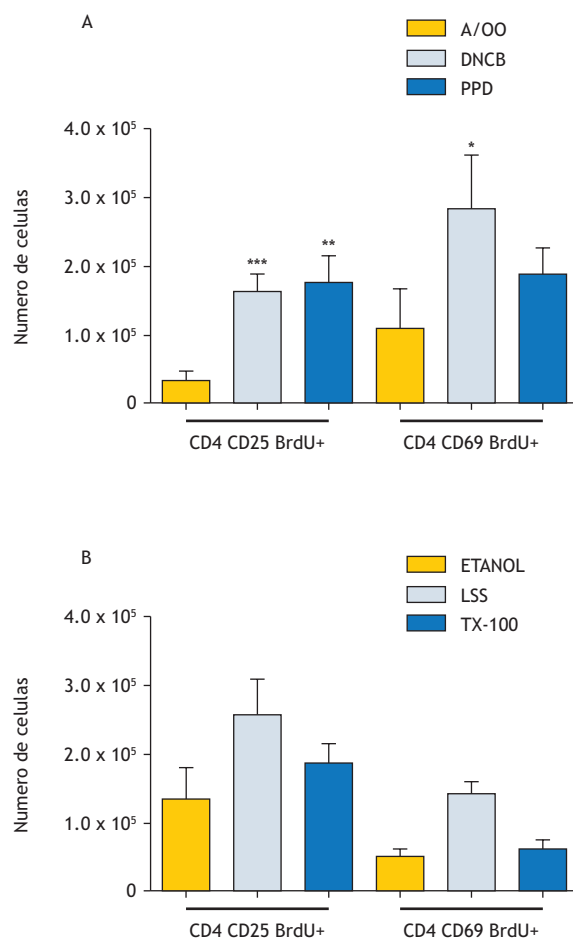 A
A/OO
DNCB
PPD
Numero de celulas
4.0 x 10⁵
3.0 x 10⁵
2.0 x 10⁵
1.0 x 10⁵
0
***
**
*
CD4 CD25 BrdU+
CD4 CD69 BrdU+
B
ETANOL
LSS
TX-100
Numero de celulas
4.0 x 10⁵
3.0 x 10⁵
2.0 x 10⁵
1.0 x 10⁵
0
CD4 CD25 BrdU+
CD4 CD69 BrdU+